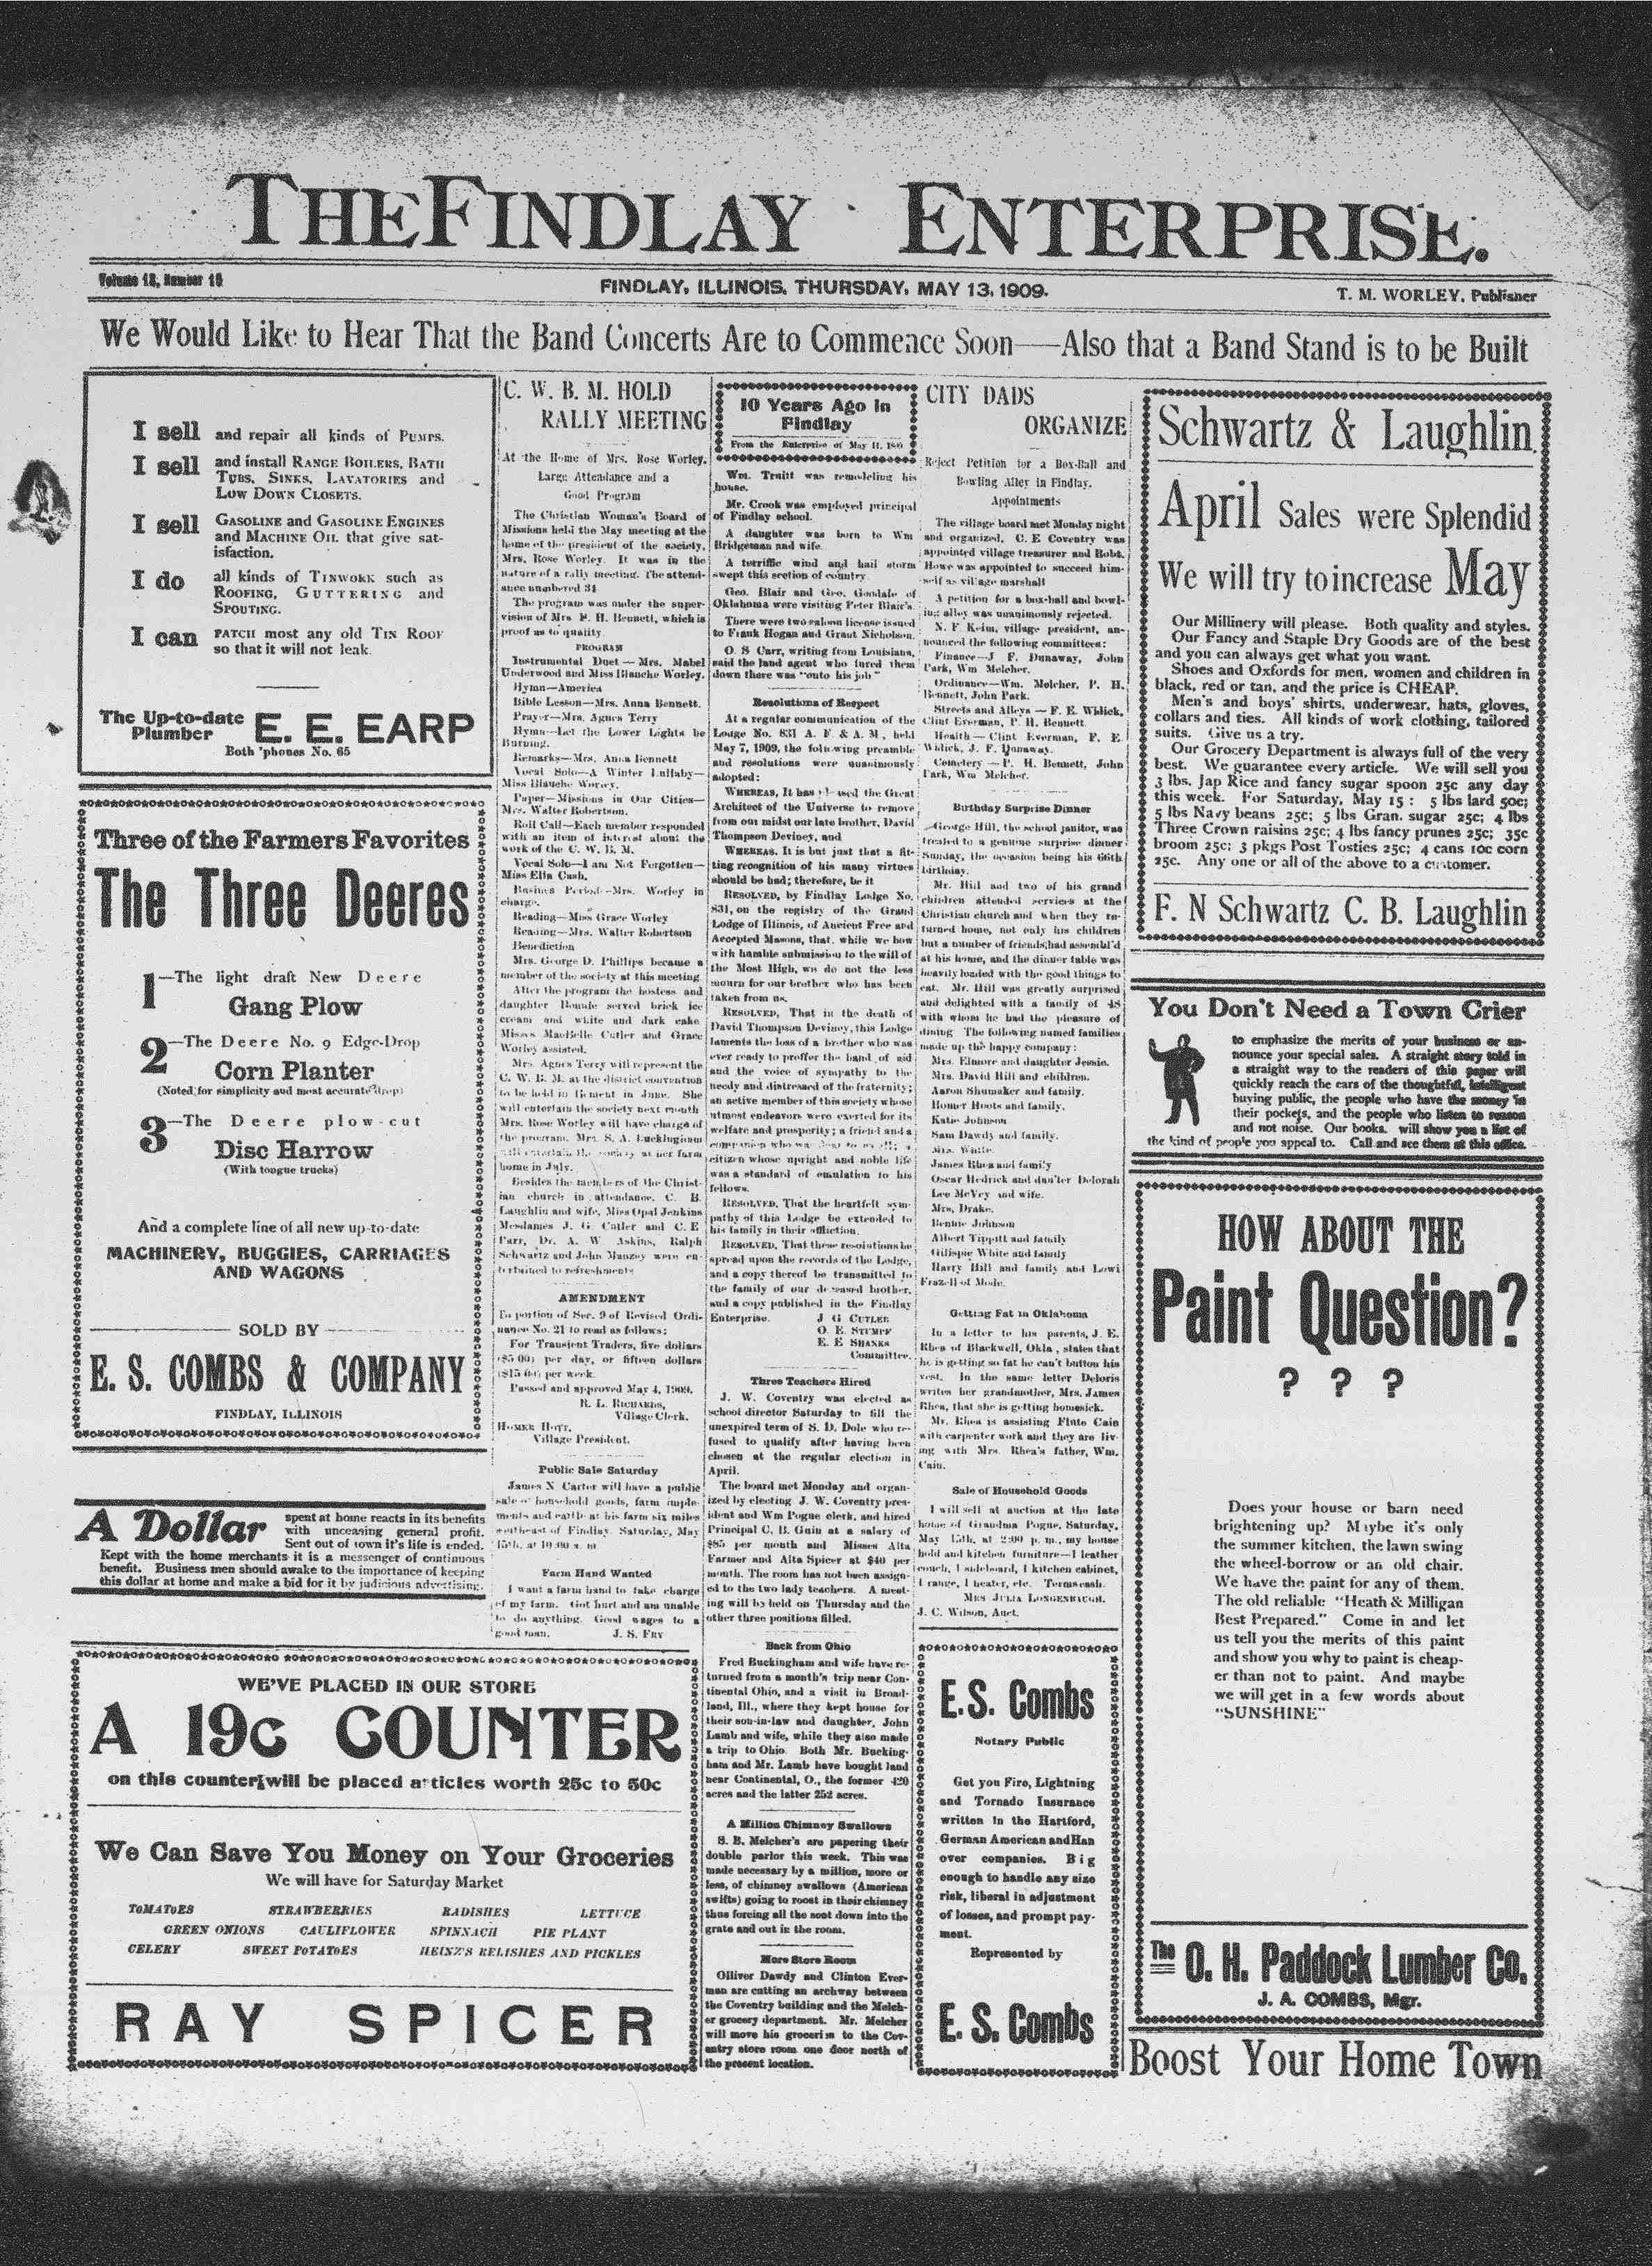 THE FINDLAY ENTERPRISE.
Volume 18, Number 18
FINDLAY, ILLINOIS, THURSDAY, MAY 13, 1909.
T. M. WORLEY, Publisher
We Would Like to Hear That the Band Concerts Are to Commence Soon—Also that a Band Stand is to be Built
I sell and repair all kinds of PUMPS.
I sell and install RANGE BOILERS, BATH
TUBS, SINKS, LAVATORIES and
LOW DOWN CLOSETS.
I sell GASOLINE and GASOLINE ENGINES
and MACHINE OIL that give sat-
isfaction.
I do all kinds of TINWORK such as
ROOFING, GUTTERING and
SPOUTING.
I can PATCH most any old TIN ROOF
so that it will not leak.
The Up-to-date
Plumber E. E. EARP
Both 'phones No. 65
Three of the Farmers Favorites
The Three Deeres
1—The light draft New Deere
Gang Plow
2—The Deere No. 9 Edge-Drop
Corn Planter
(Noted for simplicity and most accurate drop)
3—The Deere plow-cut
Disc Harrow
(With tongue trucks)
And a complete line of all new up-to-date
MACHINERY, BUGGIES, CARRIAGES
AND WAGONS
SOLD BY
E. S. COMBS & COMPANY
FINDLAY, ILLINOIS
A Dollar spent at home reacts in its benefits
with unceasing general profit.
Sent out of town it's life is ended.
Kept with the home merchants it is a messenger of continuous
benefit. Business men should awake to the importance of keeping
this dollar at home and make a bid for it by judicious advertising.
WE'VE PLACED IN OUR STORE
A 19c COUNTER
on this counter will be placed articles worth 25c to 50c
We Can Save You Money on Your Groceries
We will have for Saturday Market
TOMATOES STRAWBERRIES RADISHES LETTUCE
GREEN ONIONS CAULIFLOWER SPINNACH PIE PLANT
CELERY SWEET POTATOES HEINZ'S RELISHES AND PICKLES
RAY SPICER
C. W. B. M. HOLD
RALLY MEETING
At the Home of Mrs. Rose Worley.
Large Attendance and a
Good Program
The Christian Woman's Board of
Missions held the May meeting at the
home of the president of the society,
Mrs. Rose Worley. It was in the
nature of a rally meeting. The attend-
ance numbered 34
The program was under the super-
vision of Mrs F. H. Bennett, which is
proof as to quality.
PROGRAM
Instrumental Duet—Mrs. Mabel
Underwood and Miss Blanche Worley.
Hymn—America
Bible Lesson—Mrs. Anna Bennett.
Prayer—Mrs. Agnes Terry
Hymn—Let the Lower Lights be
Burning.
Remarks—Mrs. Anna Bennett
Vocal Solo—A Winter Lullaby—
Miss Blanche Worley.
Paper—Missions in Our Cities—
Mrs. Walter Robertson.
Roll Call—Each member responded
with an item of interest about the
work of the C. W. B. M.
Vocal Solo—I am Not Forgotten—
Miss Ella Cash.
Busines Period—Mrs. Worley in
charge.
Reading—Miss Grace Worley
Reading—Mrs. Walter Robertson
Benediction
Mrs. George D. Phillips became a
member of the society at this meeting
After the program the hostess and
daughter served brick ice
cream and white and dark cake
Misses MaeBelle Cutler and Grace
Worley assisted.
Mrs. Agnes Terry will represent the
C. W. B. M. at the district convention
to be held in Bement in June. She
will entertain the society next month
Mrs. Rose Worley will have charge of
the program. Mrs. S. A.
will entertain the society at her farm
home in July.
Besides the members of the Christ-
ian church in attendance, C. B.
Laughlin and wife, Miss Opal Jenkins
Mesdames J. G. Cutler and C. E
Parr, Dr. A. W. Askins, Ralph
Schwartz and John Manzey were en-
tertained to refreshments
AMENDMENT
To portion of Sec. 9 of Revised Ordi-
nance No. 21 to read as follows:
For Transient Traders, five dollars
($5.00) per day, or fifteen dollars
($15.00) per week.
Passed and approved May 4, 1909.
R. L. RICHARDS,
Village Clerk.
HOMER HOTT,
Village President.
Public Sale Saturday
James N Carter will have a public
sale of household goods, farm imple-
ments and cattle at his farm six miles
southeast of Findlay, Saturday, May
15th, at 10:00 a. m
Farm Hand Wanted
I want a farm hand to take charge
of my farm. Got hurt and am unable
to do anything. Good wages to a
good man. J. S. FRY
10 Years Ago in
Findlay
From the Enterprise of May 11,
Wm. Truitt was remodeling his
house.
Mr. Crook was employed principal
of Findlay school.
A daughter was born to Wm
Bridgeman and wife.
A terriffic wind and hail storm
swept this section of country.
Geo. Blair and Geo. Goodale of
Oklahoma were visiting Peter Blair's.
There were two saloon license issued
to Frank Hogan and Grant Nicholson.
O. S Carr, writing from Louisiana,
said the land agent who lured them
down there was "onto his job"
Resolutions of Respect
At a regular communication of the
Lodge No. 831 A. F. & A. M., held
May 7, 1909, the following preamble
and resolutions were unanimously
adopted:
WHEREAS, It has pleased the Great
Architect of the Universe to remove
from our midst our late brother, David
Thompson Deviney, and
WHEREAS. It is but just that a fit-
ting recognition of his many virtues
should be had; therefore, be it
RESOLVED, by Findlay Lodge No.
831, on the registry of the Grand
Lodge of Illinois, of Ancient Free and
Accepted Masons, that, while we bow
with humble submission to the will of
the Most High, we do not the less
mourn for our brother who has been
taken from us.
RESOLVED, That in the death of
David Thompson Deviney, this Lodge
laments the loss of a brother who was
ever ready to proffer the hand of aid
and the voice of sympathy to the
needy and distressed of the fraternity;
an active member of this society whose
utmost endeavors were exerted for its
welfare and prosperity; a friend and a
companion who was dear to us all; a
citizen whose upright and noble life
was a standard of emulation to his
fellows.
RESOLVED, That the heartfelt sym-
pathy of this Lodge be extended to
his family in their affliction.
RESOLVED, That these resolutions be
spread upon the records of the Lodge,
and a copy thereof be transmitted to
the family of our deceased brother,
and a copy published in the Findlay
Enterprise. J G CUTLER
O. E. STUMPF
E. E SHANKS
Committee.
Three Teachers Hired
J. W. Coventry was elected as
school director Saturday to fill the
unexpired term of S. D. Dole who re-
fused to qualify after having been
chosen at the regular election in
April.
The board met Monday and organ-
ized by electing J. W. Coventry pres-
ident and Wm Pogue clerk, and hired
Principal C. B. Guin at a salary of
$85 per month and Misses Alta
Farmer and Alta Spicer at $40 per
month. The room has not been assign-
ed to the two lady teachers. A meet-
ing will be held on Thursday and the
other three positions filled.
Back from Ohio
Fred Buckingham and wife have re-
turned from a month's trip near Con-
tinental Ohio, and a visit in Broad-
land, Ill., where they kept house for
their son-in-law and daughter, John
Lamb and wife, while they also made
a trip to Ohio. Both Mr. Bucking-
ham and Mr. Lamb have bought land
near Continental, O., the former 420
acres and the latter 252 acres.
A Million Chimney Swallows
S. B. Melcher's are papering their
double parlor this week. This was
made necessary by a million, more or
less, of chimney swallows (American
swifts) going to roost in their chimney
thus forcing all the soot down into the
grate and out in the room.
More Store Room
Olliver Dawdy and Clinton Ever-
man are cutting an archway between
the Coventry building and the Melch-
er grocery department. Mr. Melcher
will move his groceries to the Cov-
entry store room one door north of
the present location.
CITY DADS
ORGANIZE
Reject Petition for a Box-Ball and
Bowling Alley in Findlay.
Appointments
The village board met Monday night
and organized. C. E Coventry was
appointed village treasurer and Robt.
Howe was appointed to succeed him-
self as village marshall
A petition for a box-ball and bowl-
ing alley was unanimously rejected.
N. F. Keim, village president, an-
nounced the following committees:
Finance—J F. Dunaway, John
Park, Wm Melcher.
Ordinance—Wm. Melcher, P. H.
Bennett, John Park.
Streets and Alleys—F. E. Widick,
Clint Everman, P. H. Bennett.
Health—Clint Everman, F. E.
Widick, J. F. Dunaway.
Cemetery—P. H. Bennett, John
Park, Wm Melcher.
Birthday Surprise Dinner
George Hill, the school janitor, was
treated to a genuine surprise dinner
Sunday, the occasion being his 66th
birthday.
Mr. Hill and two of his grand
children attended services at the
Christian church and when they re-
turned home, not only his children
but a number of friends had assembl'd
at his home, and the dinner table was
heavily loaded with the good things to
eat. Mr. Hill was greatly surprised
and delighted with a family of 48
with whom he had the pleasure of
dining The following named families
made up the happy company:
Mrs. Elmore and daughter Jessie.
Mrs. David Hill and children.
Aaron Shumaker and family.
Homer Hoots and family.
Katie Johnson
Sam Dawdy and family.
Mrs. White.
James Rhea and family
Oscar Hedrick and dau'ter Delorah
Lee McVey and wife.
Mrs. Drake.
Bennie Johnson
Albert Tippitt and family
Gillispie White and family
Harry Hill and family and Lowi
Frazell of Mode.
Getting Fat in Oklahoma
In a letter to his parents, J. E.
Rhea of Blackwell, Okla., states that
he is getting so fat he can't button his
vest. In the same letter Deloris
writes her grandmother, Mrs. James
Rhea, that she is getting homesick.
Mr. Rhea is assisting Flute Cain
with carpenter work and they are liv-
ing with Mrs. Rhea's father, Wm.
Cain.
Sale of Household Goods
I will sell at auction at the late
home of Grandma Pogue, Saturday,
May 15th, at 2:00 p. m., my house
hold and kitchen furniture—1 leather
couch, 1 sideboard, 1 kitchen cabinet,
1 range, 1 heater, etc. Terms cash.
MRS JULIA LONGENBAUGH.
J. C. Wilson, Auct.
E. S. Combs
Notary Public
Get you Fire, Lightning
and Tornado Insurance
written in the Hartford,
German American and Han
over companies. Big
enough to handle any size
risk, liberal in adjustment
of losses, and prompt pay-
ment.
Represented by
E. S. Combs
Schwartz & Laughlin.
April Sales were Splendid
We will try to increase May
Our Millinery will please. Both quality and styles.
Our Fancy and Staple Dry Goods are of the best
and you can always get what you want.
Shoes and Oxfords for men, women and children in
black, red or tan, and the price is CHEAP.
Men's and boys' shirts, underwear, hats, gloves,
collars and ties. All kinds of work clothing, tailored
suits. Give us a try.
Our Grocery Department is always full of the very
best. We guarantee every article. We will sell you
3 lbs. Jap Rice and fancy sugar spoon 25c any day
this week. For Saturday, May 15: 5 lbs lard 50c;
5 lbs Navy beans 25c; 5 lbs Gran. sugar 25c; 4 lbs
Three Crown raisins 25c; 4 lbs fancy prunes 25c; 35c
broom 25c; 3 pkgs Post Tosties 25c; 4 cans 10c corn
25c. Any one or all of the above to a customer.
F. N Schwartz C. B. Laughlin
You Don't Need a Town Crier
to emphasize the merits of your business or an-
nounce your special sales. A straight story told in
a straight way to the readers of this paper will
quickly reach the ears of the thoughtful, intelligent
buying public, the people who have the money in
their pockets, and the people who listen to reason
and not noise. Our books will show you a list of
the kind of people you appeal to. Call and see them at this office.
HOW ABOUT THE
Paint Question?
? ? ?
Does your house or barn need
brightening up? Maybe it's only
the summer kitchen, the lawn swing
the wheel-borrow or an old chair.
We have the paint for any of them.
The old reliable "Heath & Milligan
Best Prepared." Come in and let
us tell you the merits of this paint
and show you why to paint is cheap-
er than not to paint. And maybe
we will get in a few words about
"SUNSHINE"
The O. H. Paddock Lumber Co.
J. A. COMBS, Mgr.
Boost Your Home Town